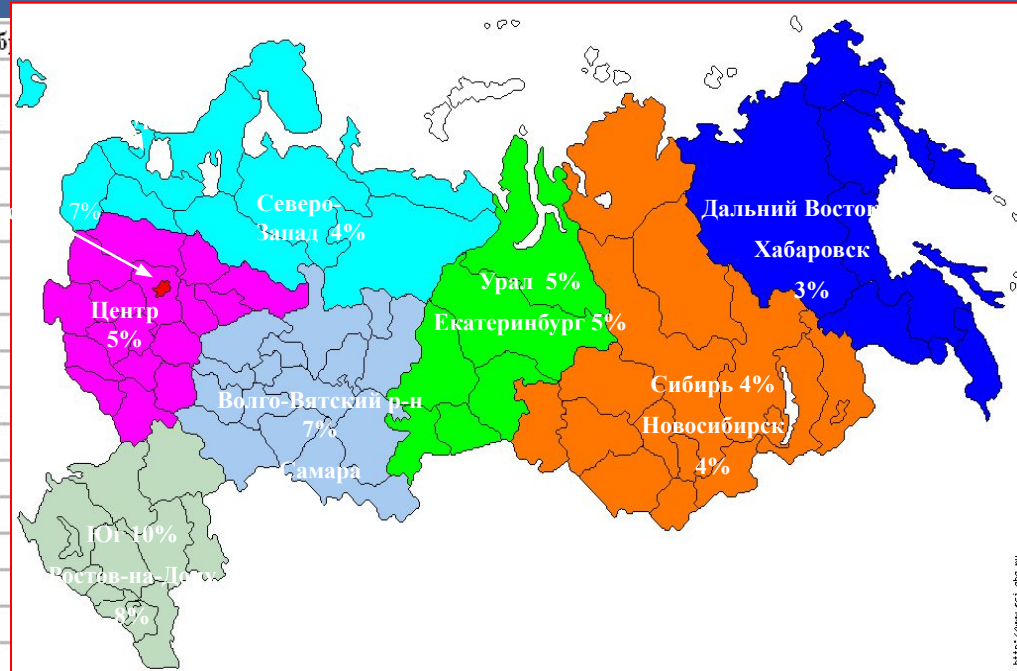 7%
Северо-
Запад 4%
Центр
5%
Урал 5%
Екатеринбург 5%
Дальний Восток
Хабаровск
3%
Волго-Вятский р-н
7%
Самара
Сибирь 4%
Новосибирск
4%
Юг 10%
Ростов-на-Дону
8%